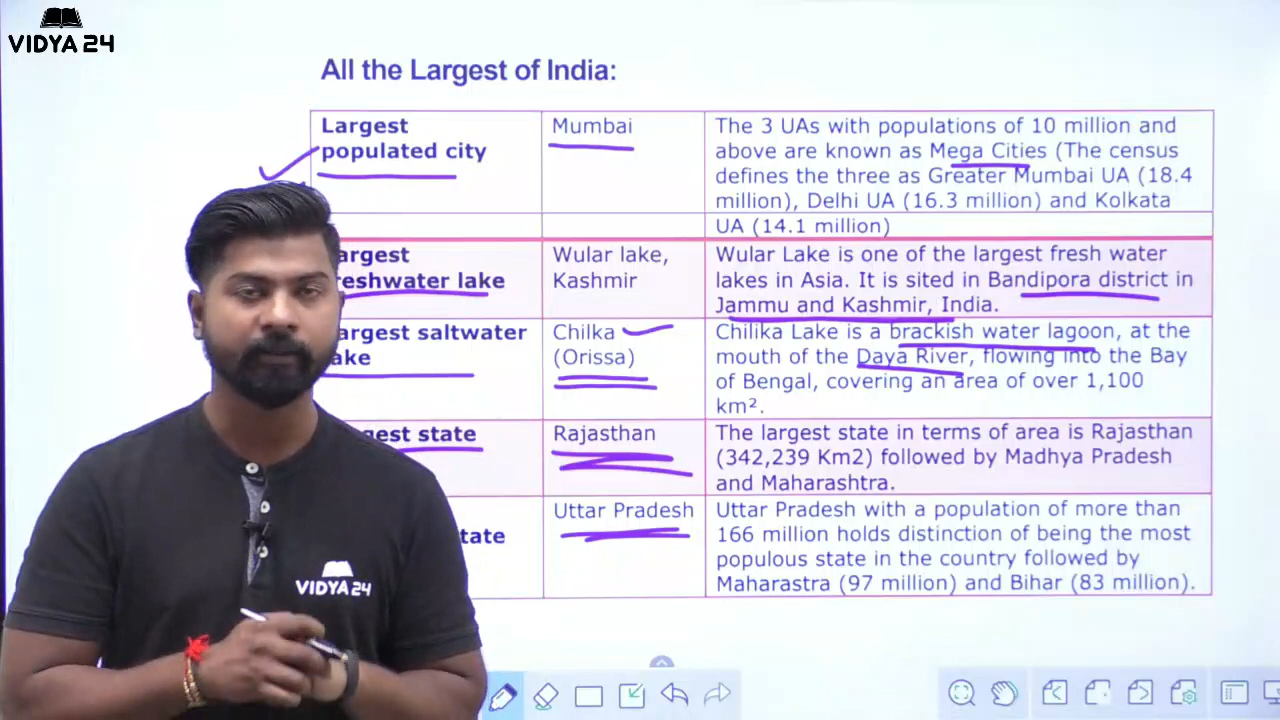 VIDYA 24
All the Largest of India:
Largest
populated city
Mumbai
The 3 UAs with populations of 10 million and
above are known as Mega Cities (The census
defines the three as Greater Mumbai UA (18.4
million), Delhi UA (16.3 million) and Kolkata
UA (14.1 million)
argest
reshwater lake
Wular lake,
Kashmir
Wular Lake is one of the largest fresh water
lakes in Asia. It is sited in Bandipora district in
Jammu and Kashmir, India.
argest saltwater
ake
Chilka
(Orissa)
Chilika Lake is a brackish water lagoon, at the
mouth of the Daya River, flowing into the Bay
of Bengal, covering an area of over 1,100
km².
gest state
Rajasthan
The largest state in terms of area is Rajasthan
(342,239 Km2) followed by Madhya Pradesh
and Maharashtra.
tate
Uttar Pradesh
Uttar Pradesh with a population of more than
166 million holds distinction of being the most
populous state in the country followed by
Maharastra (97 million) and Bihar (83 million).
VIDYA 24